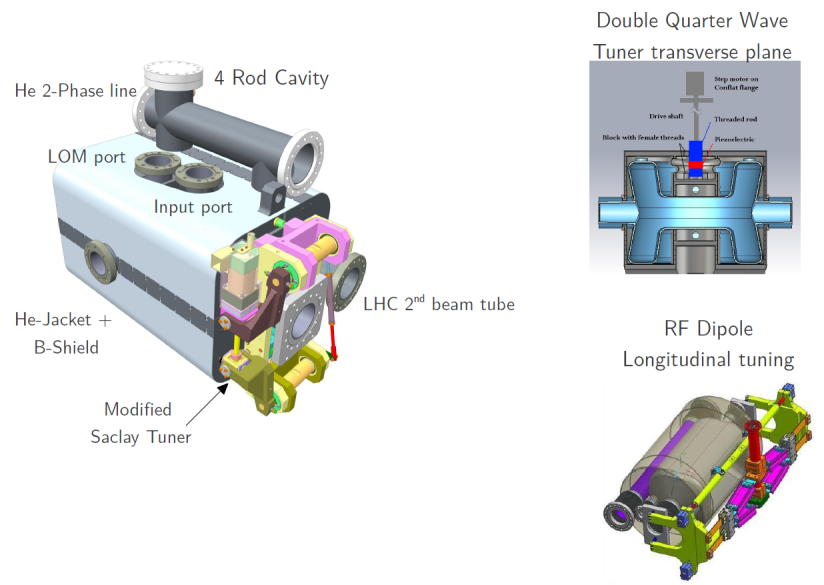 4 Rod Cavity
He 2-Phase line
LOM port
Input port
LHC 2nd beam tube
He-Jacket +
B-Shield
Modified
Saclay Tuner
Double Quarter Wave
Tuner transverse plane
Step motor on
Conflat flange
Drive shaft
Threaded rod
Block with female threads
Piezoelectric
RF Dipole
Longitudinal tuning